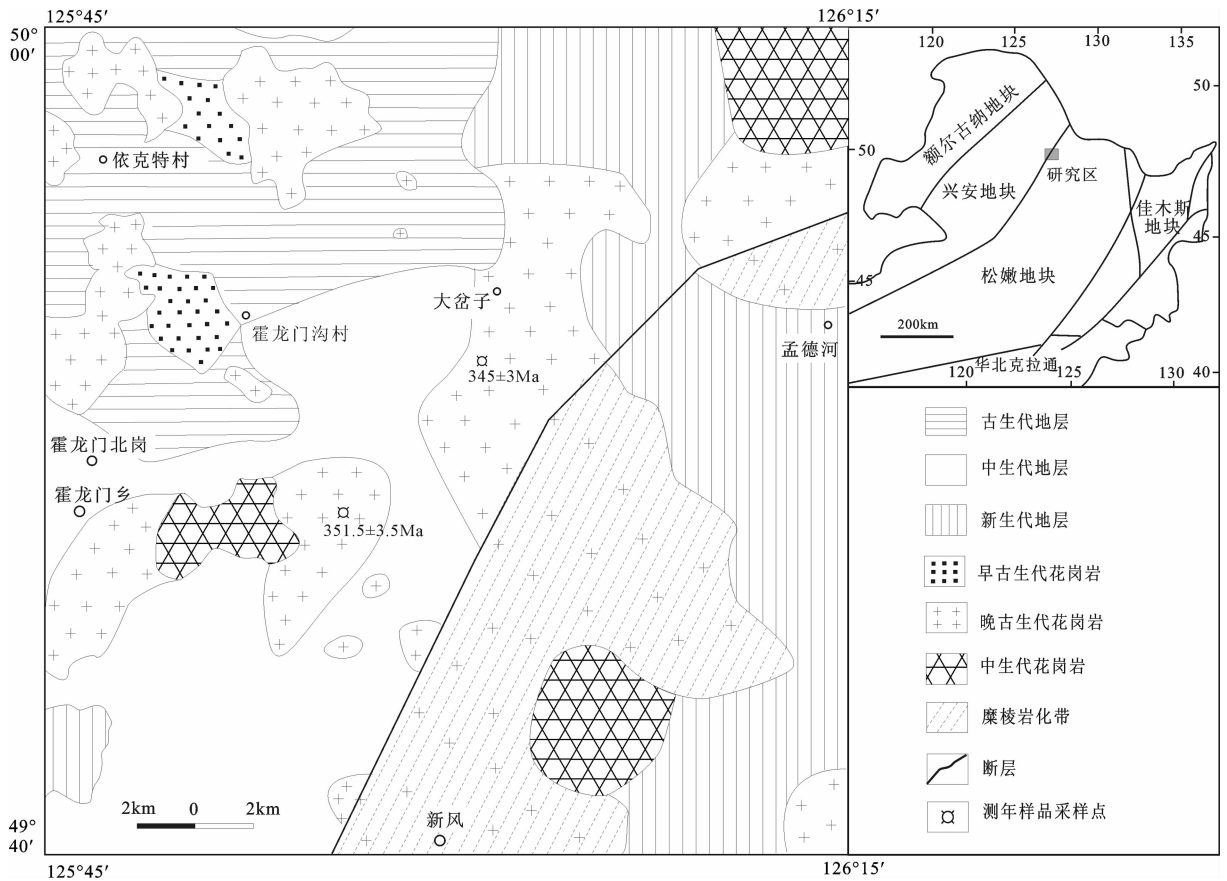 125°45′
126°15′
50°
00′
依克特村
大岔子
霍龙门沟村
孟德河
345±3Ma
霍龙门北岗
霍龙门乡
351.5±3.5Ma
2km 0 2km
新风
49°
40′
125°45′
126°15′
120 125 130 135
50
50
额尔古纳地块
研究区
兴安地块
佳木斯
地块
45
45
松嫩地块
200km
华北克拉通
120 125 130 40
古生代地层
中生代地层
新生代地层
早古生代花岗岩
晚古生代花岗岩
中生代花岗岩
糜棱岩化带
断层
测年样品采样点